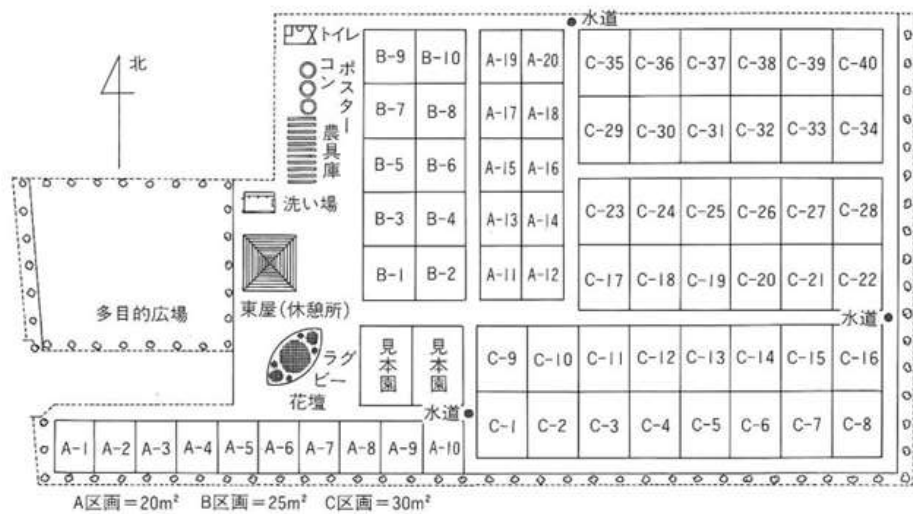 水道
トイレ
北
コンポスター
農具庫
洗い場
東屋(休憩所)
多目的広場
ラグビー花壇
見本園
見本園
水道
水道
B-9 B-10
B-7 B-8
B-5 B-6
B-3 B-4
B-1 B-2
A-19 A-20
A-17 A-18
A-15 A-16
A-13 A-14
A-11 A-12
C-35 C-36 C-37 C-38 C-39 C-40
C-29 C-30 C-31 C-32 C-33 C-34
C-23 C-24 C-25 C-26 C-27 C-28
C-17 C-18 C-19 C-20 C-21 C-22
C-9 C-10 C-11 C-12 C-13 C-14 C-15 C-16
C-1 C-2 C-3 C-4 C-5 C-6 C-7 C-8
A-1 A-2 A-3 A-4 A-5 A-6 A-7 A-8 A-9 A-10
A区画=20m² B区画=25m² C区画=30m²